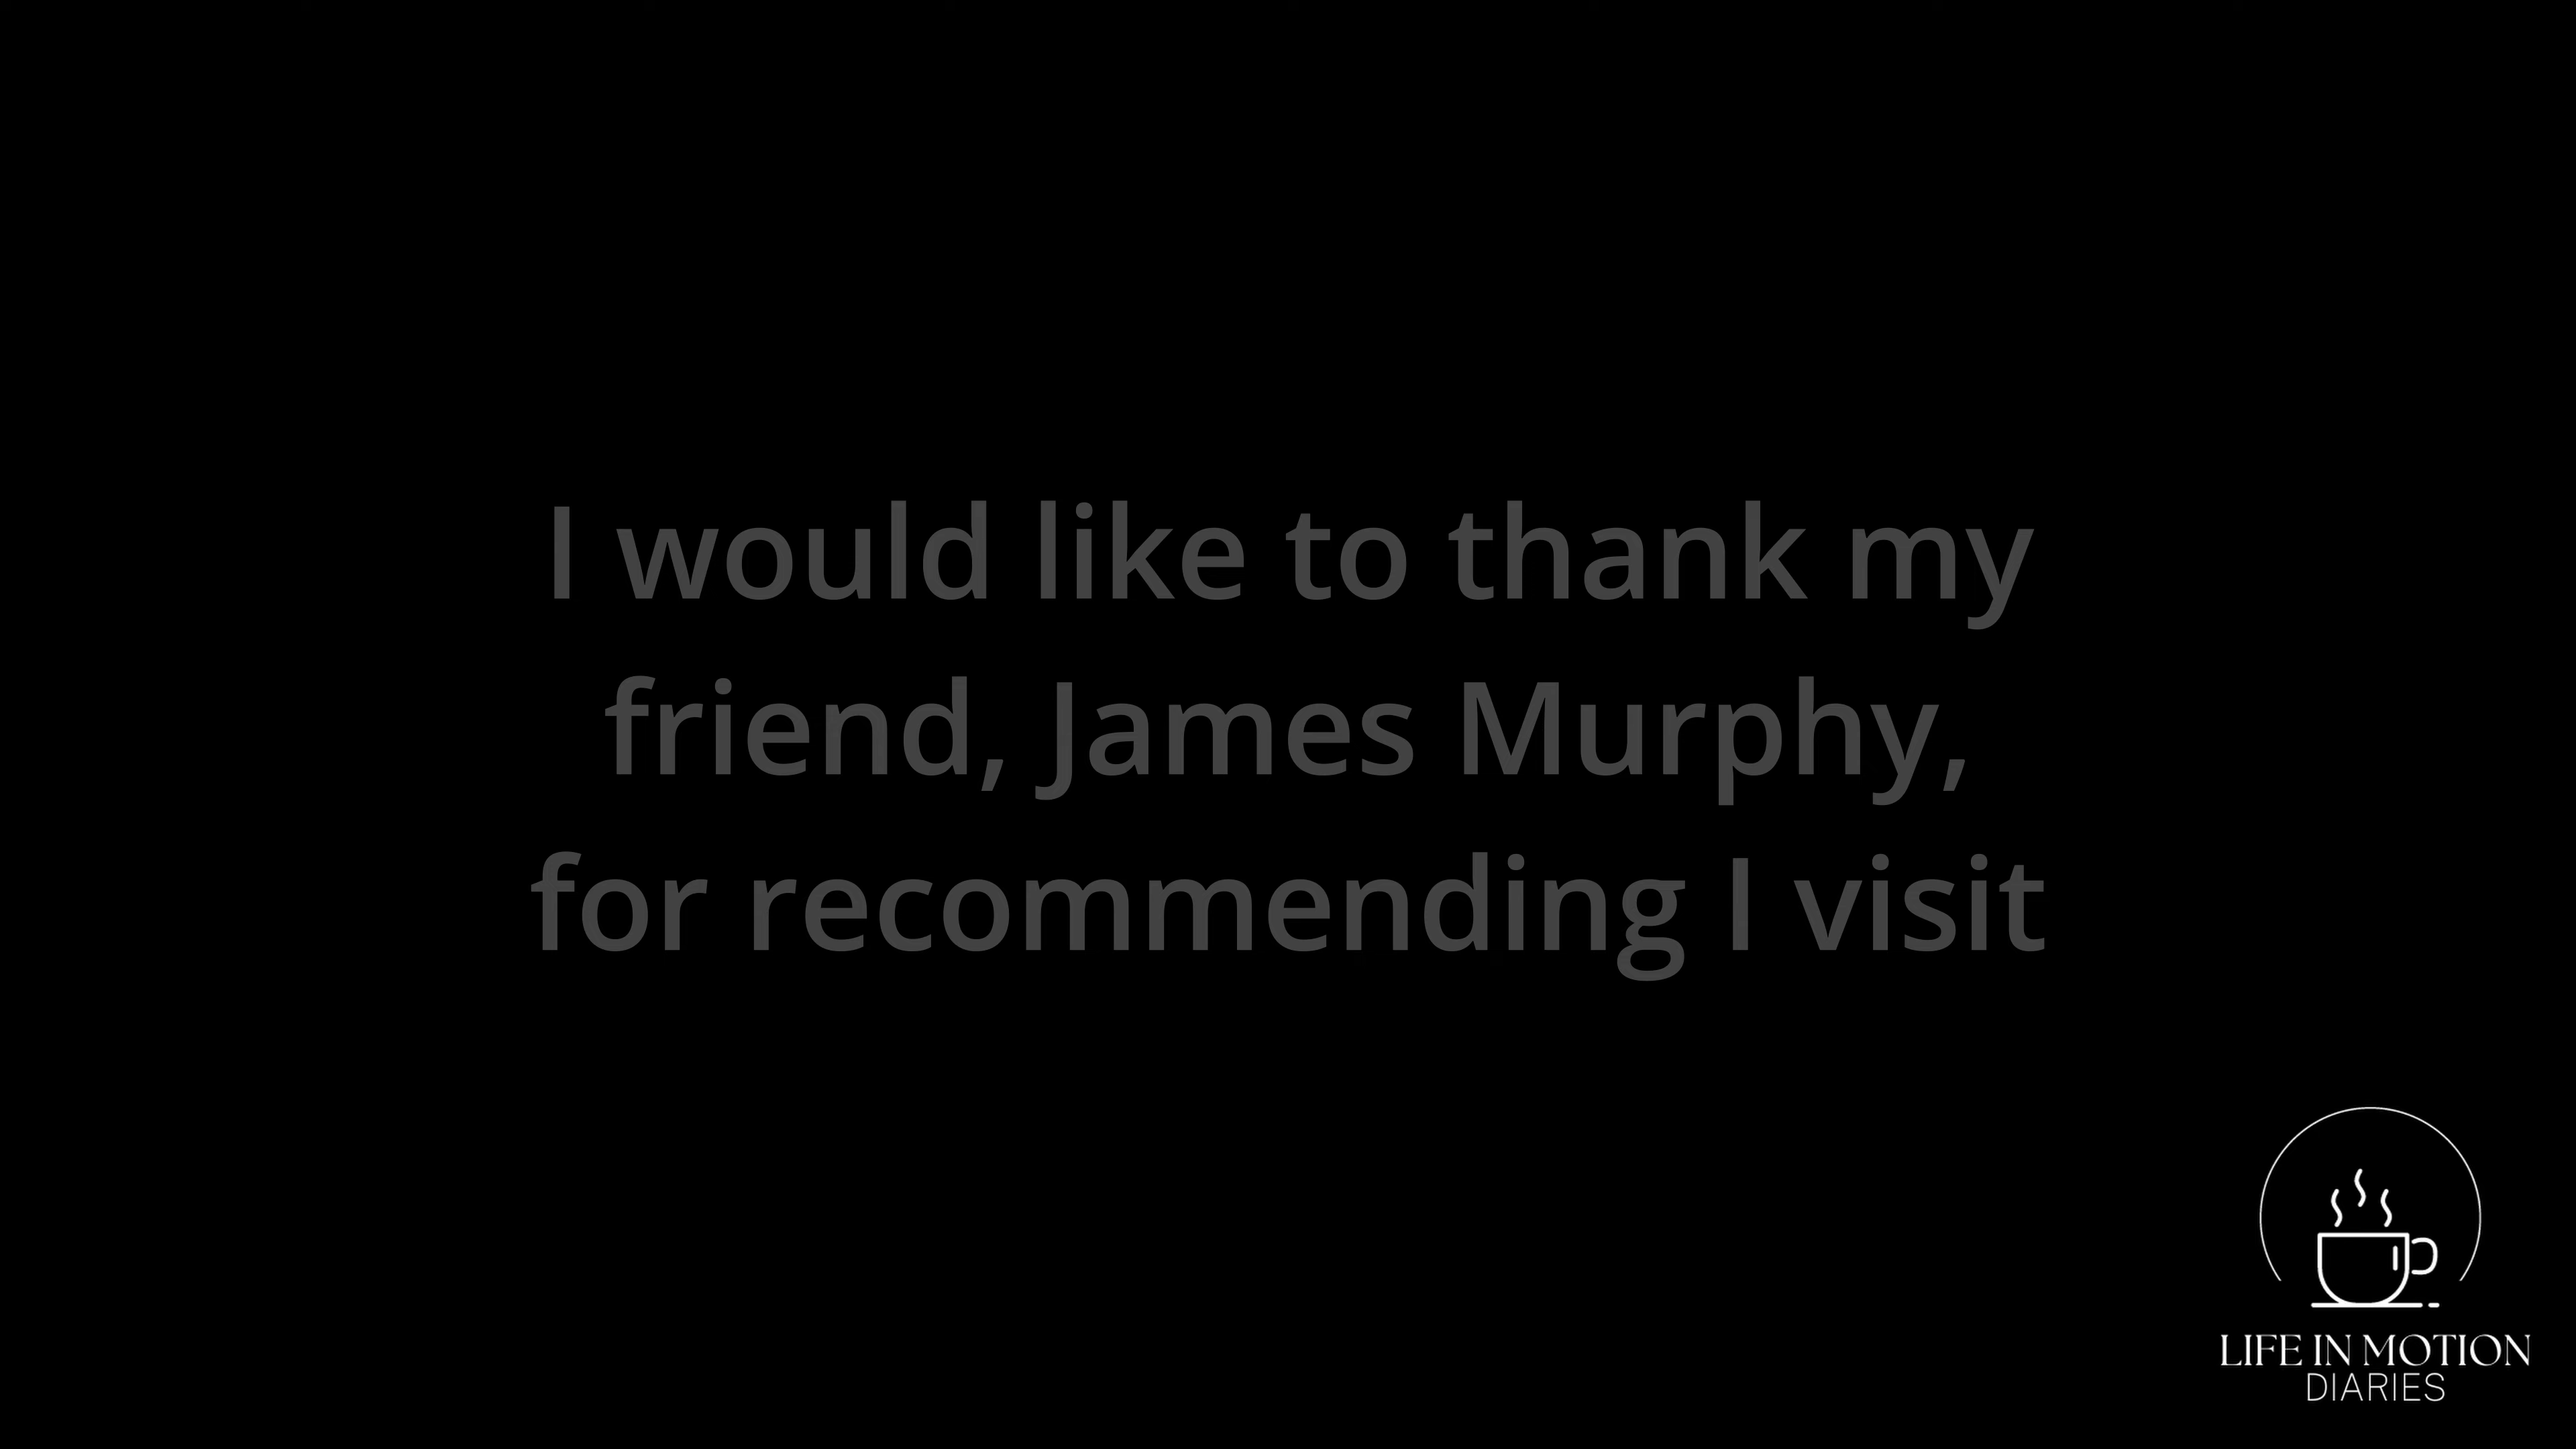 I would like to thank my
friend, James Murphy,
for recommending I visit
LIFE IN MOTION
DIARIES